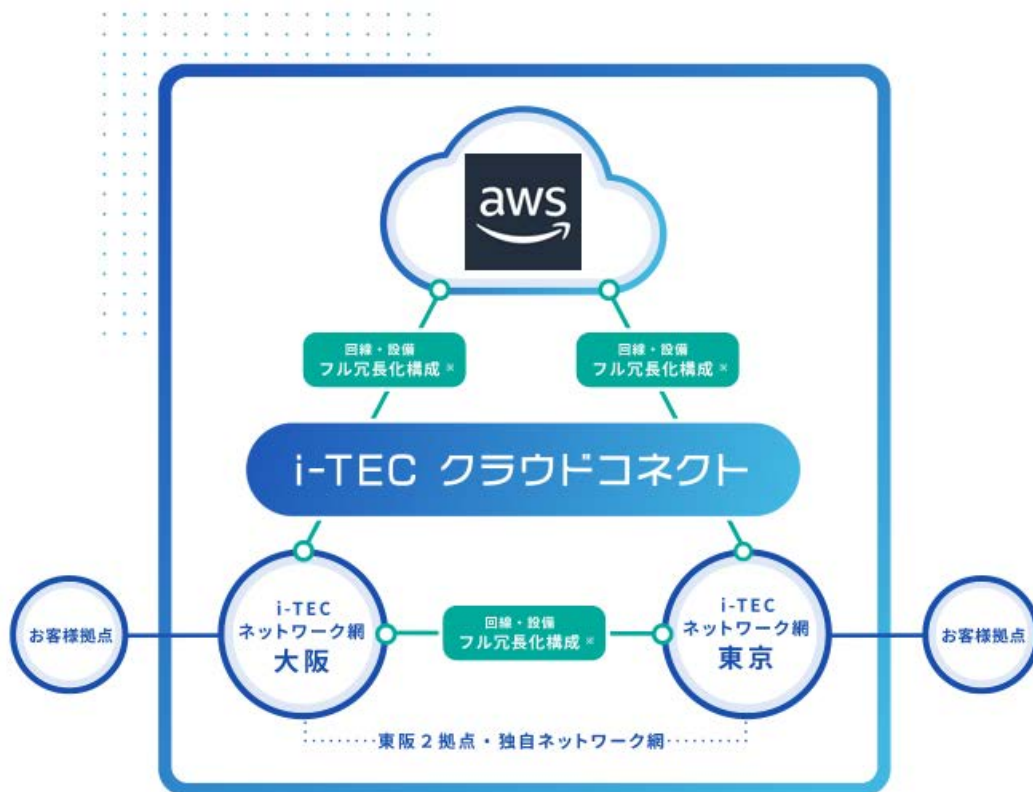 aws
回線・設備
フル冗長化構成※
回線・設備
フル冗長化構成※
i-TEC クラウドコネクト
お客様拠点
i-TEC
ネットワーク網
大阪
回線・設備
フル冗長化構成※
i-TEC
ネットワーク網
東京
お客様拠点
東阪2拠点・独自ネットワーク網